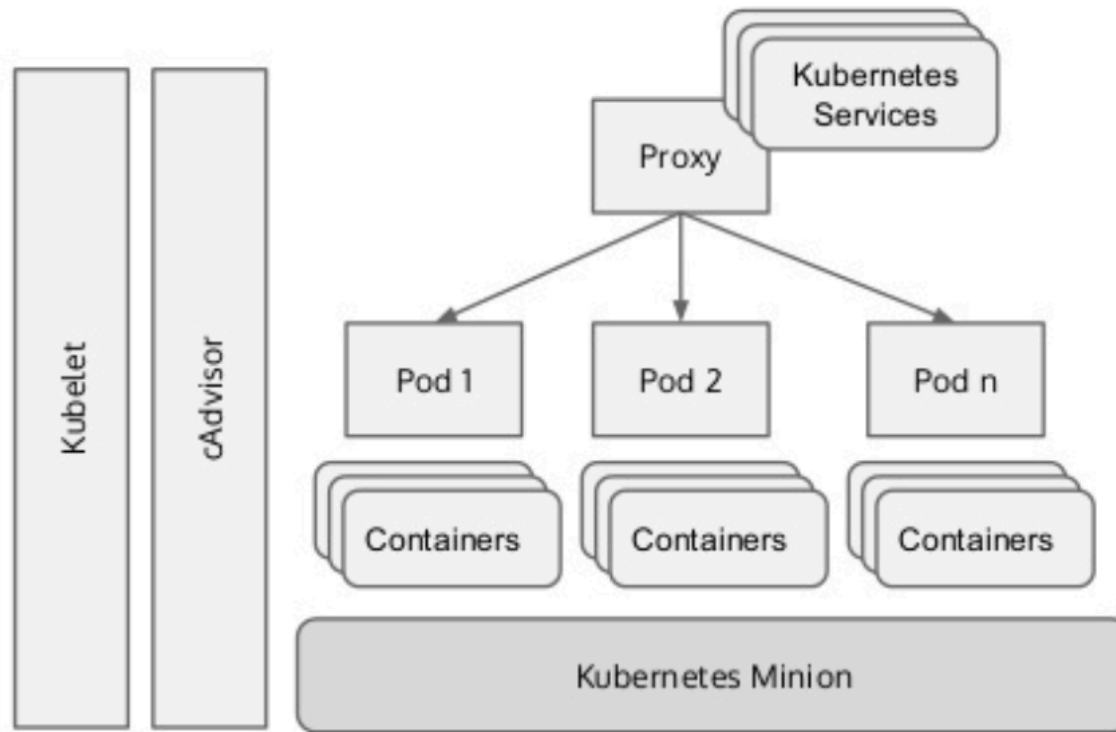 Kubernetes
Services
Proxy
Kubelet
cAdvisor
Pod 1
Pod 2
Pod n
Containers
Containers
Containers
Kubernetes Minion